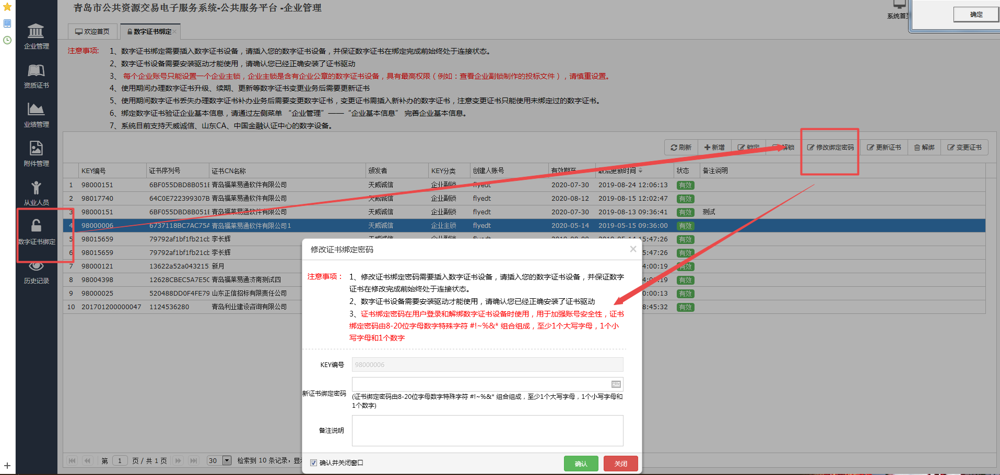 青岛市公共资源交易电子服务系统-公共服务平台 -企业管理
系统首页
确定
欢迎首页
数字证书绑定
企业管理
资质证书
业绩管理
附件管理
从业人员
数字证书绑定
历史记录
注意事项:
1、数字证书绑定需要插入数字证书设备，请插入您的数字证书设备，并保证数字证书在绑定完成前始终处于连接状态。
2、数字证书设备需要安装驱动才能使用，请确认您已经正确安装了证书驱动
3、 每个企业账号只能设置一个企业主锁，企业主锁是含有企业公章的数字证书设备，具有最高权限（例如：查看企业副锁制作的投标文件），请慎重设置。
4、使用期间办理数字证书升级、续期、更新等数字证书变更业务后需要更新证书
5、使用期间数字证书丢失办理数字证书补办业务后需要变更数字证书，变更证书需插入新补办的数字证书，注意变更证书只能使用未绑定过的数字证书。
6、绑定数字证书验证企业基本信息，请通过左侧菜单 “企业管理”——“企业基本信息” 完善企业基本信息。
7、系统目前支持天威诚信、山东CA、中国金融认证中心的数字设备。
刷新 新增 锁定 解锁 修改绑定密码 更新证书 解绑 变更证书
KEY编号 证书序列号 证书CN名称 颁发者 KEY分类 创建人账号 有效期至 最后更新时间 状态 备注说明
1 98000151 6BF055DBD8B051E 青岛福莱易通软件有限公司 天威诚信 企业副锁 flyedt 2020-07-30 2019-08-24 12:06:13 有效
2 98017740 64C0E722399307B 青岛福莱易通软件有限公司 天威诚信 企业副锁 flyedt 2020-08-12 2019-08-15 12:02:47 有效
3 98000151 6BF055DBD8B051E 青岛福莱易通软件有限公司 天威诚信 企业副锁 flyedt 2020-07-30 2019-08-13 09:36:41 有效 测试
4 98000006 6737118BC7AC75A 青岛福莱易通软件有限公司1 天威诚信 企业主锁 flyedt 2020-05-14 2019-05-15 09:36:00 有效
5 98015659 79792af1bf1fb21cb 李长辉 15:47:26 有效
6 98015659 79792af1bf1fb21cb 李长辉 5:47:26 有效
7 98000121 13622a52a043215 新月 4:00:19 有效
8 98004398 12628CBEC5A7E5C 青岛福莱易通济南测试四 4:00:19 有效
9 98000025 520488DD0F4FE79 山东正信招标有限责任公司 0:00:13 有效
10 201701200000047 1124536280 青岛利业建设咨询有限公司 8:45:32 有效
修改证书绑定密码
注意事项：
1、修改证书绑定密码需要插入数字证书设备，请插入您的数字证书设备，并保证数字
证书在修改完成前始终处于连接状态。
2、数字证书设备需要安装驱动才能使用，请确认您已经正确安装了证书驱动
3、证书绑定密码在用户登录和解绑数字证书设备时使用，用于加强账号安全性，证书
绑定密码由8-20位字母数字特殊字符 #!~%&* 组合组成，至少1个大写字母，1个小
写字母和1个数字
KEY编号 98000006
新证书绑定密码
(证书绑定密码由8-20位字母数字特殊字符 #!~%&* 组合组成，至少1个大写字母，1个小写字母和
1个数字)
备注说明
确认并关闭窗口 确认 关闭
第 1 页 / 共 1 页 30 检索到 10 条记录，显